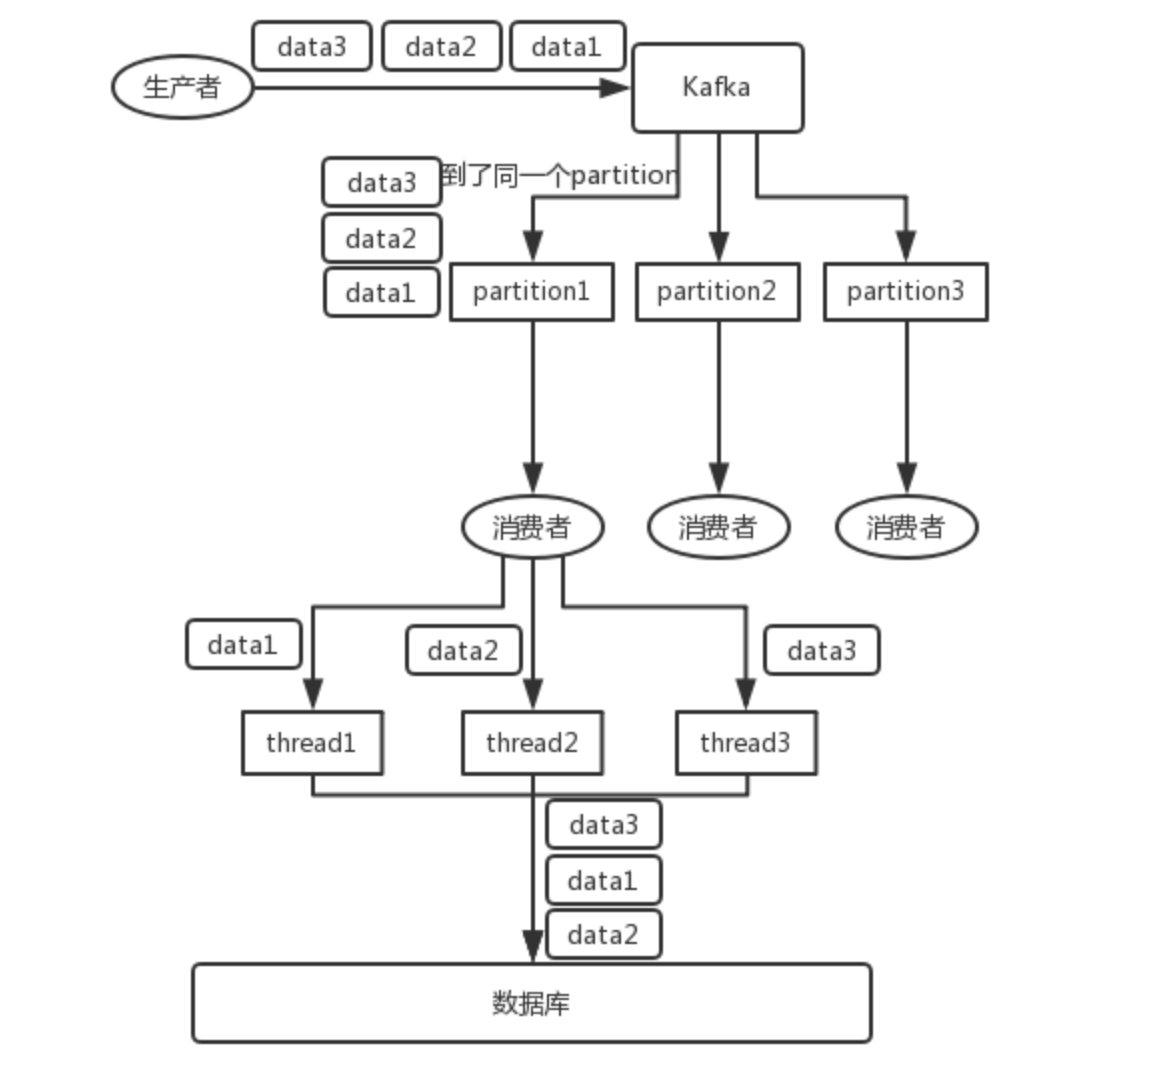 data3
data2
data1
生产者
Kafka
到了同一个partition
data3
data2
data1
partition1
partition2
partition3
消费者
消费者
消费者
data1
data2
data3
thread1
thread2
thread3
data3
data1
data2
数据库